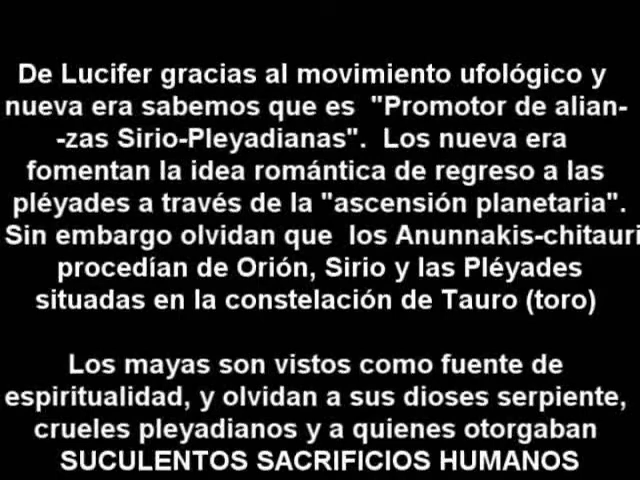 De Lucifer gracias al movimiento ufológico y
nueva era sabemos que es "Promotor de alian-
-zas Sirio-Pleyadianas". Los nueva era
fomentan la idea romántica de regreso a las
pléyades a través de la "ascensión planetaria".
Sin embargo olvidan que los Anunnakis-chitauri
procedían de Orión, Sirio y las Pléyades
situadas en la constelación de Tauro (toro)
Los mayas son vistos como fuente de
espiritualidad, y olvidan a sus dioses serpiente,
crueles pleyadianos y a quienes otorgaban
SUCULENTOS SACRIFICIOS HUMANOS